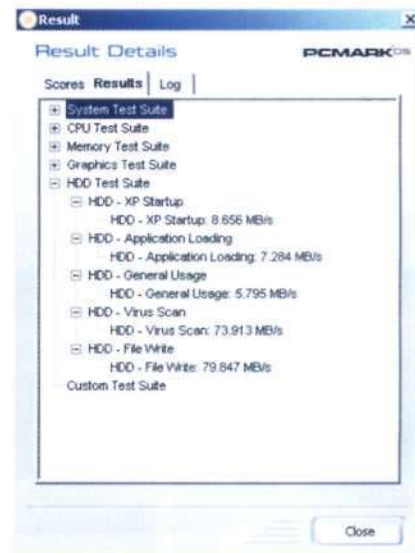 Result
Result Details
PCMARK05
Scores Results Log
System Test Suite
CPU Test Suite
Memory Test Suite
Graphics Test Suite
HDD Test Suite
HDD - XP Startup
HDD - XP Startup: 8.656 MB/s
HDD - Application Loading
HDD - Application Loading: 7.284 MB/s
HDD - General Usage
HDD - General Usage: 5.795 MB/s
HDD - Virus Scan
HDD - Virus Scan: 73.913 MB/s
HDD - File Write
HDD - File Write: 79.847 MB/s
Custom Test Suite
Close